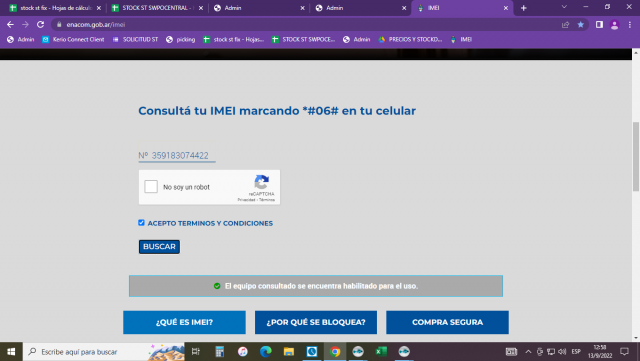 stock st fix - Hojas de cálcul
STOCK ST SWPOCENTRAL -
Admin
Admin
IMEI
enacom.gob.ar/imei
Admin
Kerio Connect Client
SOLICITUD ST
picking
stock st fix - Hojas...
STOCK ST SWPOCE...
Admin
PRECIOS Y STOCKD...
IMEI
Consultá tu IMEI marcando *#06# en tu celular
Nº 359183074422
No soy un robot
reCAPTCHA
Privacidad - Términos
ACEPTO TERMINOS Y CONDICIONES
BUSCAR
El equipo consultado se encuentra habilitado para el uso.
¿QUÉ ES IMEI?
¿POR QUÉ SE BLOQUEA?
COMPRA SEGURA
Escribe aquí para buscar
ESP
12:58
13/9/2022